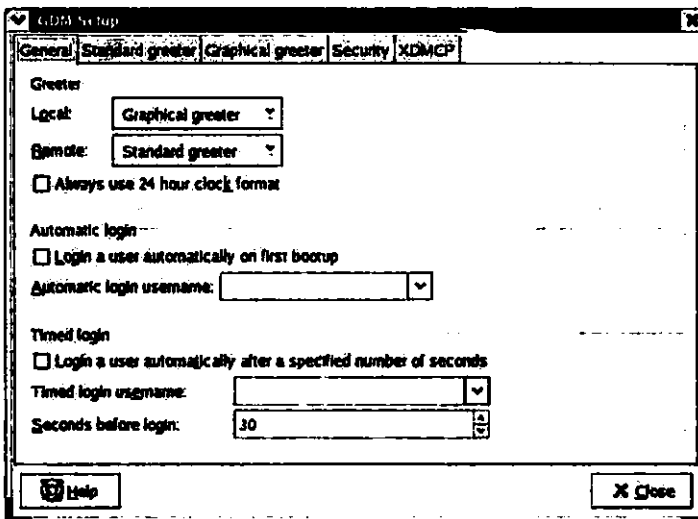 GDM Setup
General Standard greeter Graphical greeter Security XDMCP
Greeter
Local: Graphical greeter
Remote: Standard greeter
Always use 24 hour clock format
Automatic login
Login a user automatically on first bootup
Automatic login username:
Timed login
Login a user automatically after a specified number of seconds
Timed login username:
Seconds before login: 30
Help Close